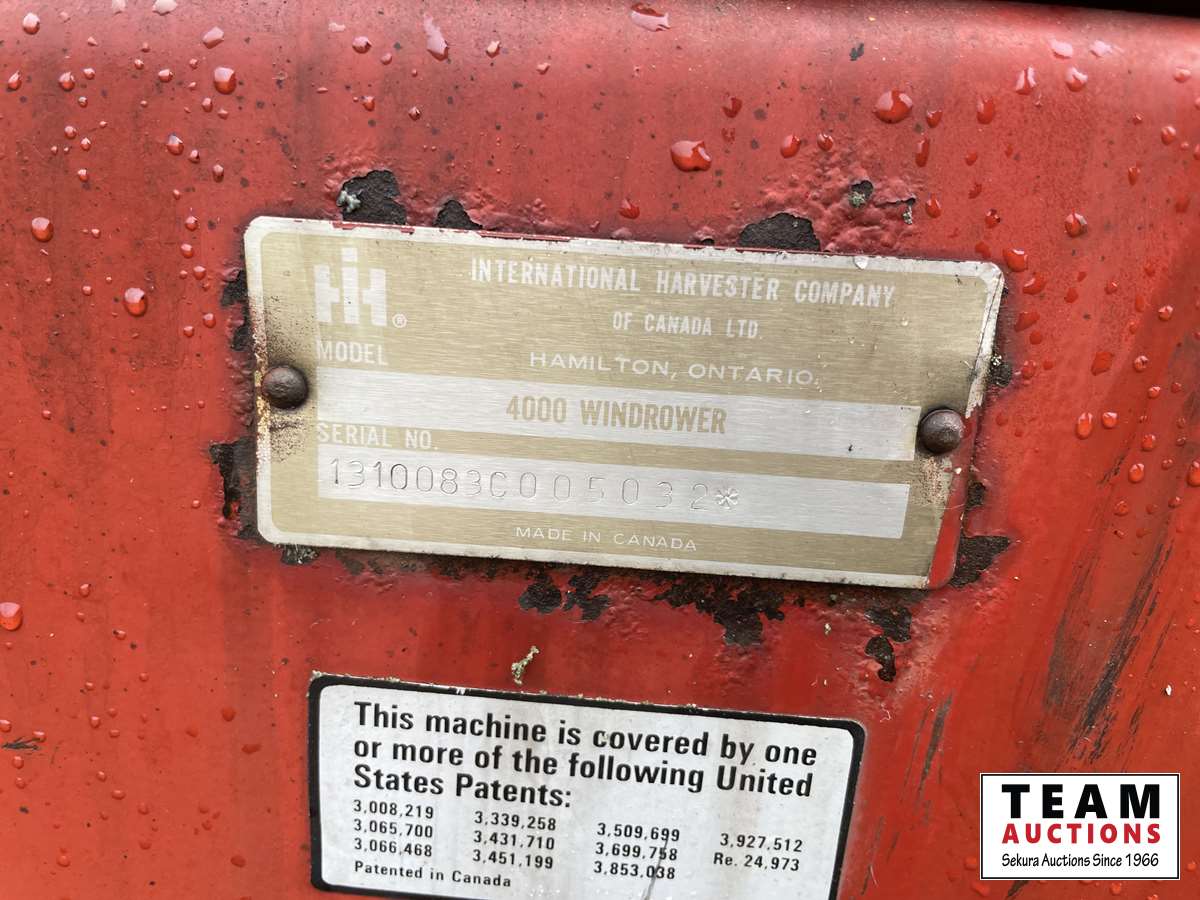 IH ®
INTERNATIONAL HARVESTER COMPANY
OF CANADA LTD.
HAMILTON, ONTARIO.
MODEL
4000 WINDROWER
SERIAL NO.
1310083C005032*
MADE IN CANADA
This machine is covered by one
or more of the following United
States Patents:
3,008,219 3,339,258 3,509,699 3,927,512
3,065,700 3,431,710 3,699,758 Re. 24,973
3,066,468 3,451,199 3,853,038
Patented in Canada
TEAM
AUCTIONS
Sekura Auctions Since 1966